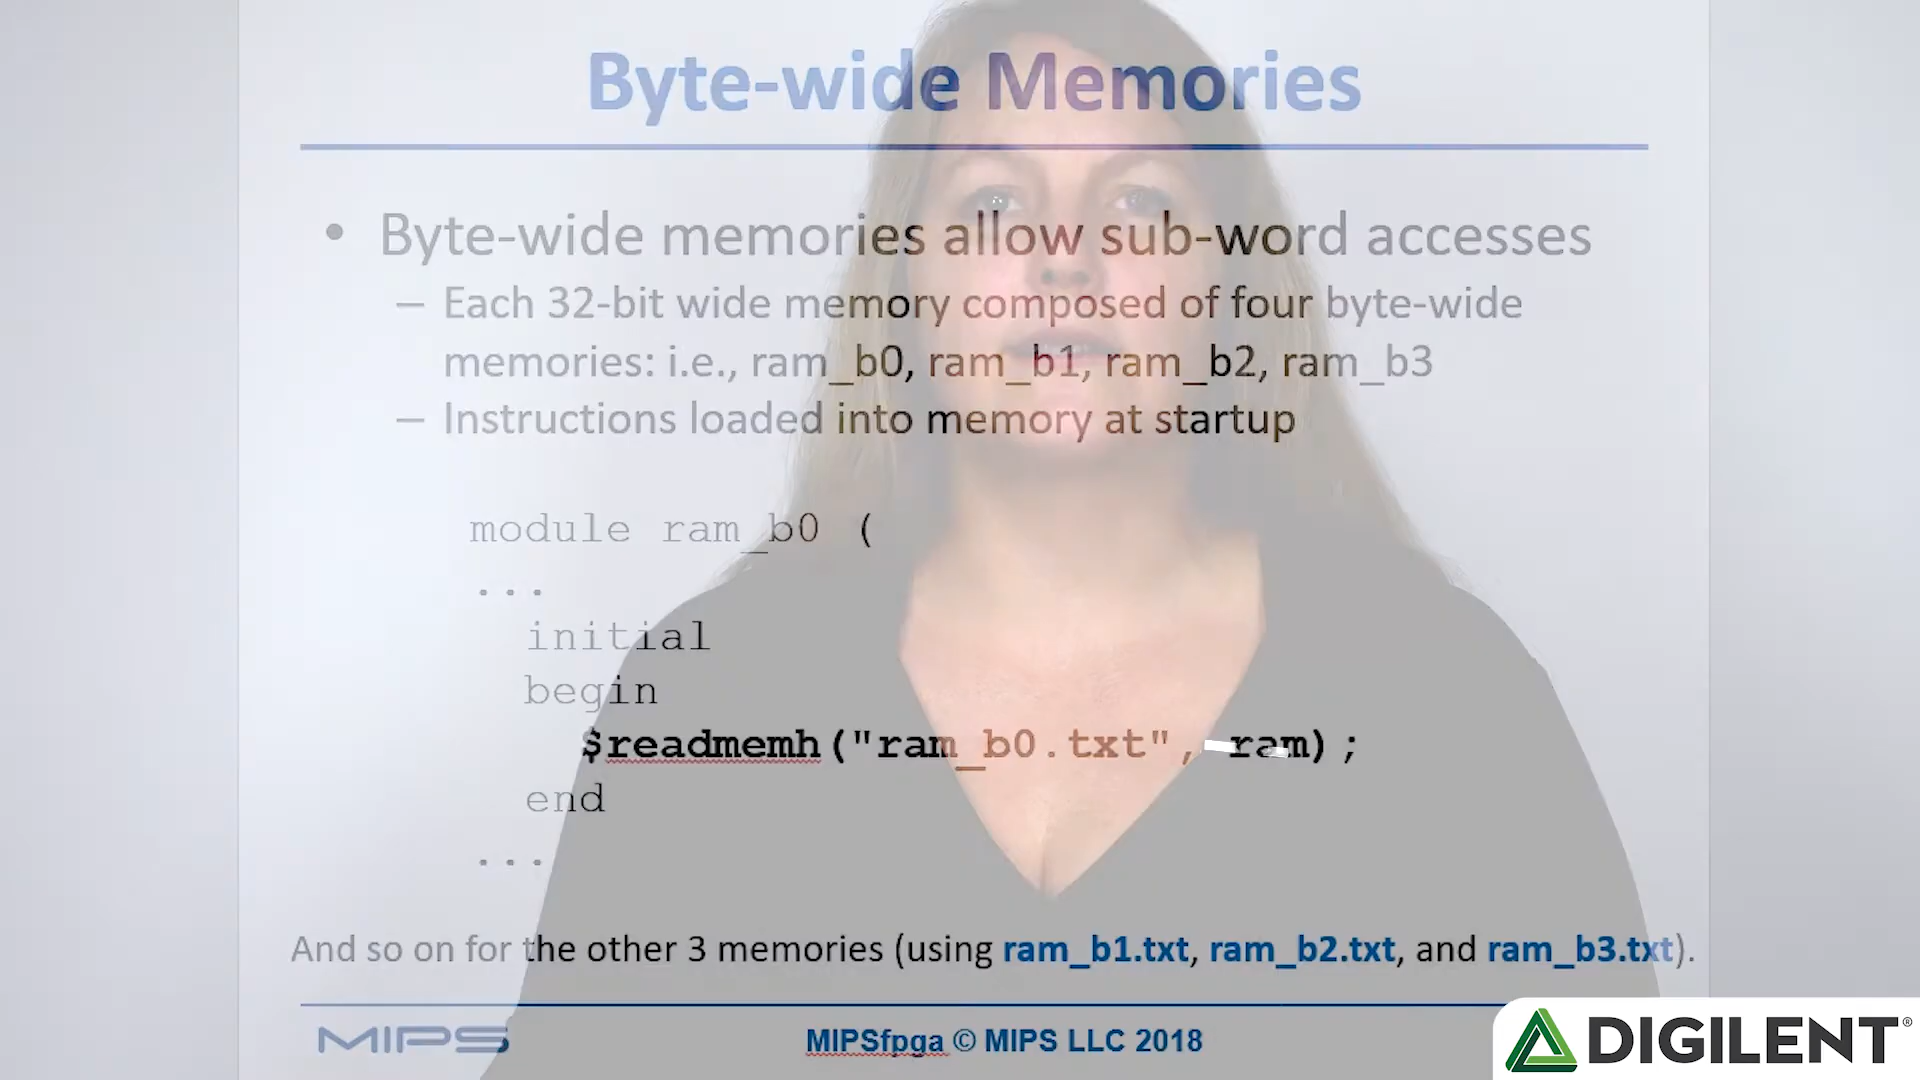 Byte-wide Memories
• Byte-wide memories allow sub-word accesses
– Each 32-bit wide memory composed of four byte-wide
memories: i.e., ram_b0, ram_b1, ram_b2, ram_b3
– Instructions loaded into memory at startup
module ram_b0 (
...
initial
begin
$readmemh("ram_b0.txt", ram);
end
...
And so on for the other 3 memories (using ram_b1.txt, ram_b2.txt, and ram_b3.txt).
MIPS
MIPSfpga © MIPS LLC 2018
DIGILENT®